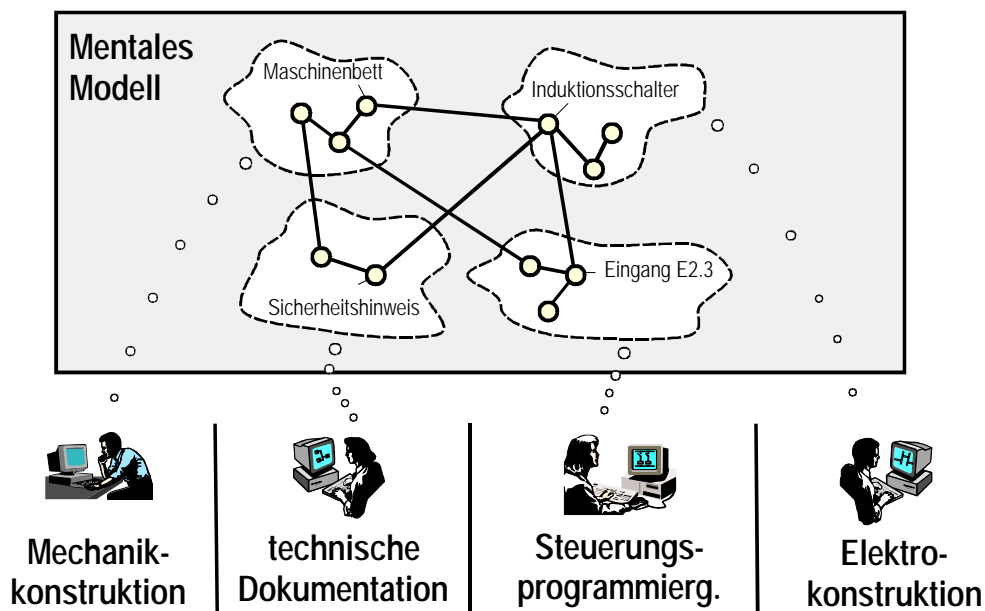 Mentales
Modell
Maschinenbett
Induktionsschalter
Sicherheitshinweis
Eingang E2.3
Mechanik-
konstruktion
technische
Dokumentation
Steuerungs-
programmierg.
Elektro-
konstruktion